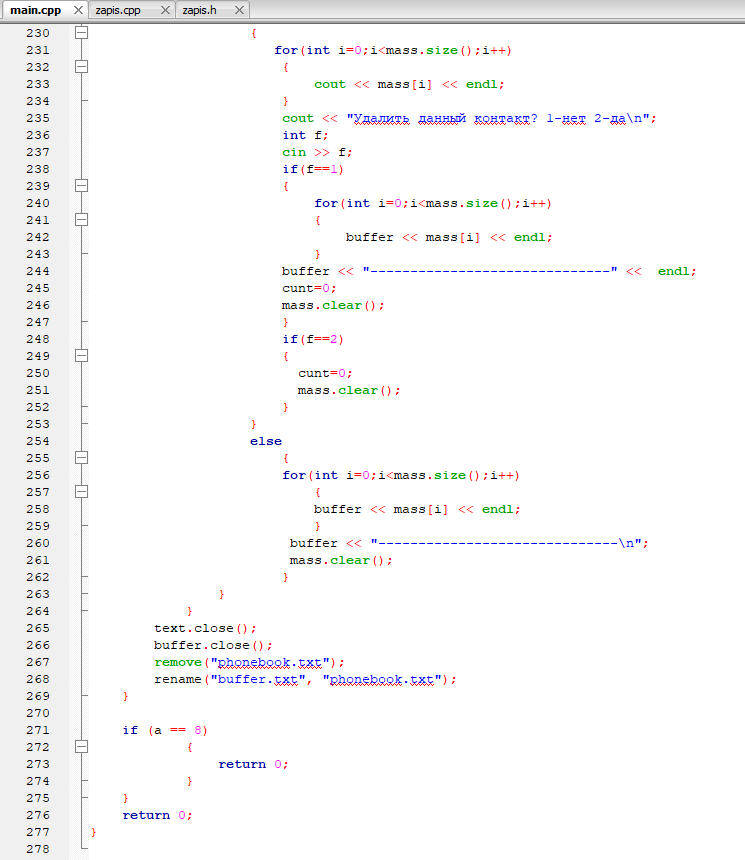 main.cpp zapis.cpp zapis.h
230 {
231 for(int i=0;i<mass.size();i++)
232 {
233 cout << mass[i] << endl;
234 }
235 cout << "Удалить данный контакт? 1-нет 2-да\n";
236 int f;
237 cin >> f;
238 if(f==1)
239 {
240 for(int i=0;i<mass.size();i++)
241 {
242 buffer << mass[i] << endl;
243 }
244 buffer << "------------------------------" << endl;
245 cunt=0;
246 mass.clear();
247 }
248 if(f==2)
249 {
250 cunt=0;
251 mass.clear();
252 }
253 }
254 else
255 {
256 for(int i=0;i<mass.size();i++)
257 {
258 buffer << mass[i] << endl;
259 }
260 buffer << "------------------------------\n";
261 mass.clear();
262 }
263 }
264 }
265 text.close();
266 buffer.close();
267 remove("phonebook.txt");
268 rename("buffer.txt", "phonebook.txt");
269 }
270
271 if (a == 8)
272 {
273 return 0;
274 }
275 }
276 return 0;
277 }
278